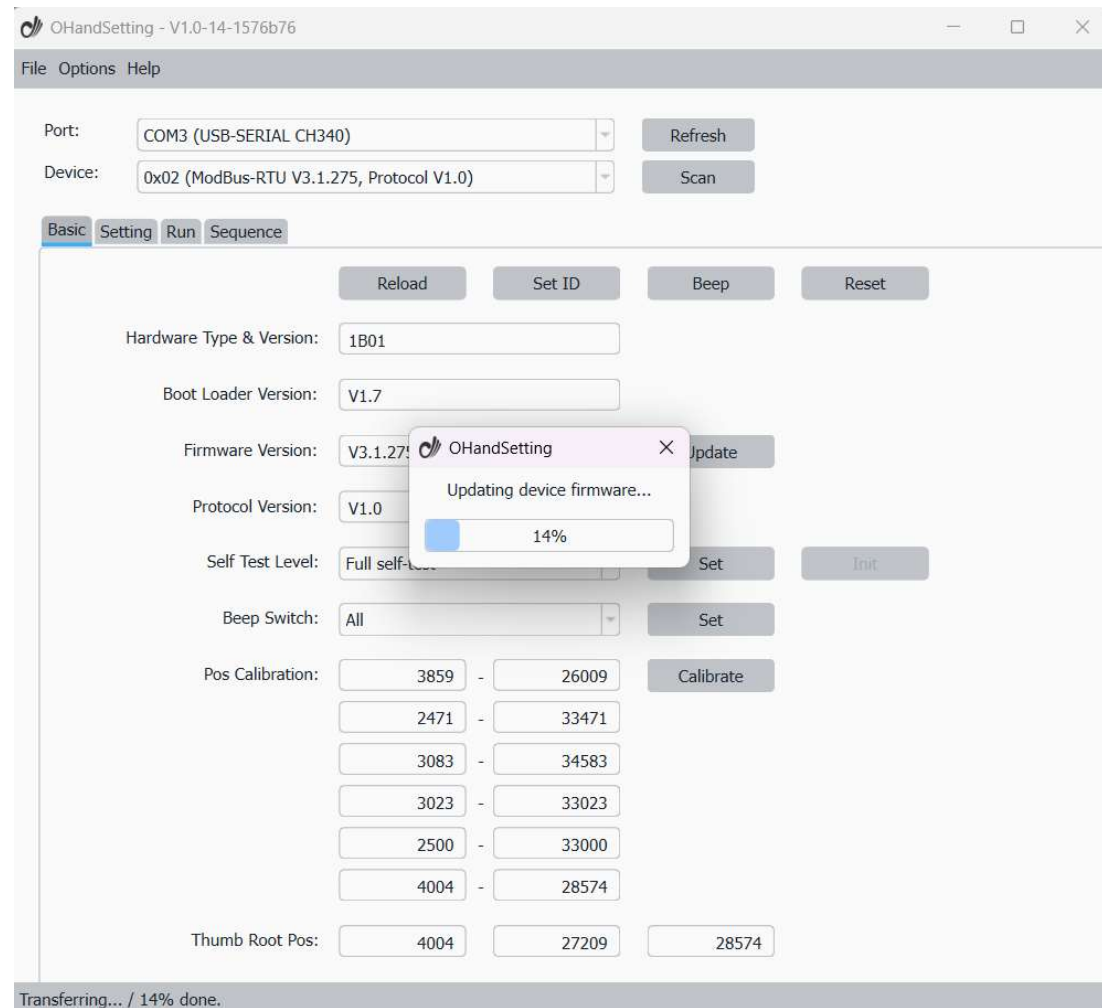 OHandSetting - V1.0-14-1576b76
File Options Help
Port: COM3 (USB-SERIAL CH340) Refresh
Device: 0x02 (ModBus-RTU V3.1.275, Protocol V1.0) Scan
Basic Setting Run Sequence
Reload Set ID Beep Reset
Hardware Type & Version: 1B01
Boot Loader Version: V1.7
Firmware Version: V3.1.275 Update
OHandSetting
Updating device firmware...
14%
Protocol Version: V1.0
Self Test Level: Set Init
Beep Switch: All Set
Pos Calibration: 3859 - 26009 Calibrate
2471 - 33471
3083 - 34583
3023 - 33023
2500 - 33000
4004 - 28574
Thumb Root Pos: 4004 27209 28574
Transferring... / 14% done.